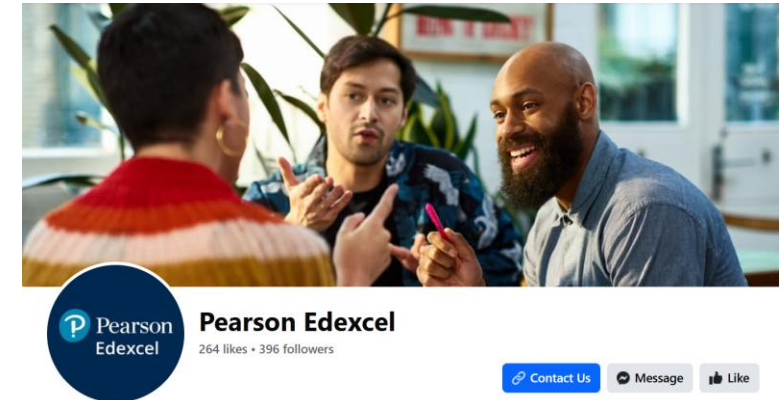 Pearson
Edexcel
Pearson Edexcel
264 likes • 396 followers
Contact Us
Message
Like